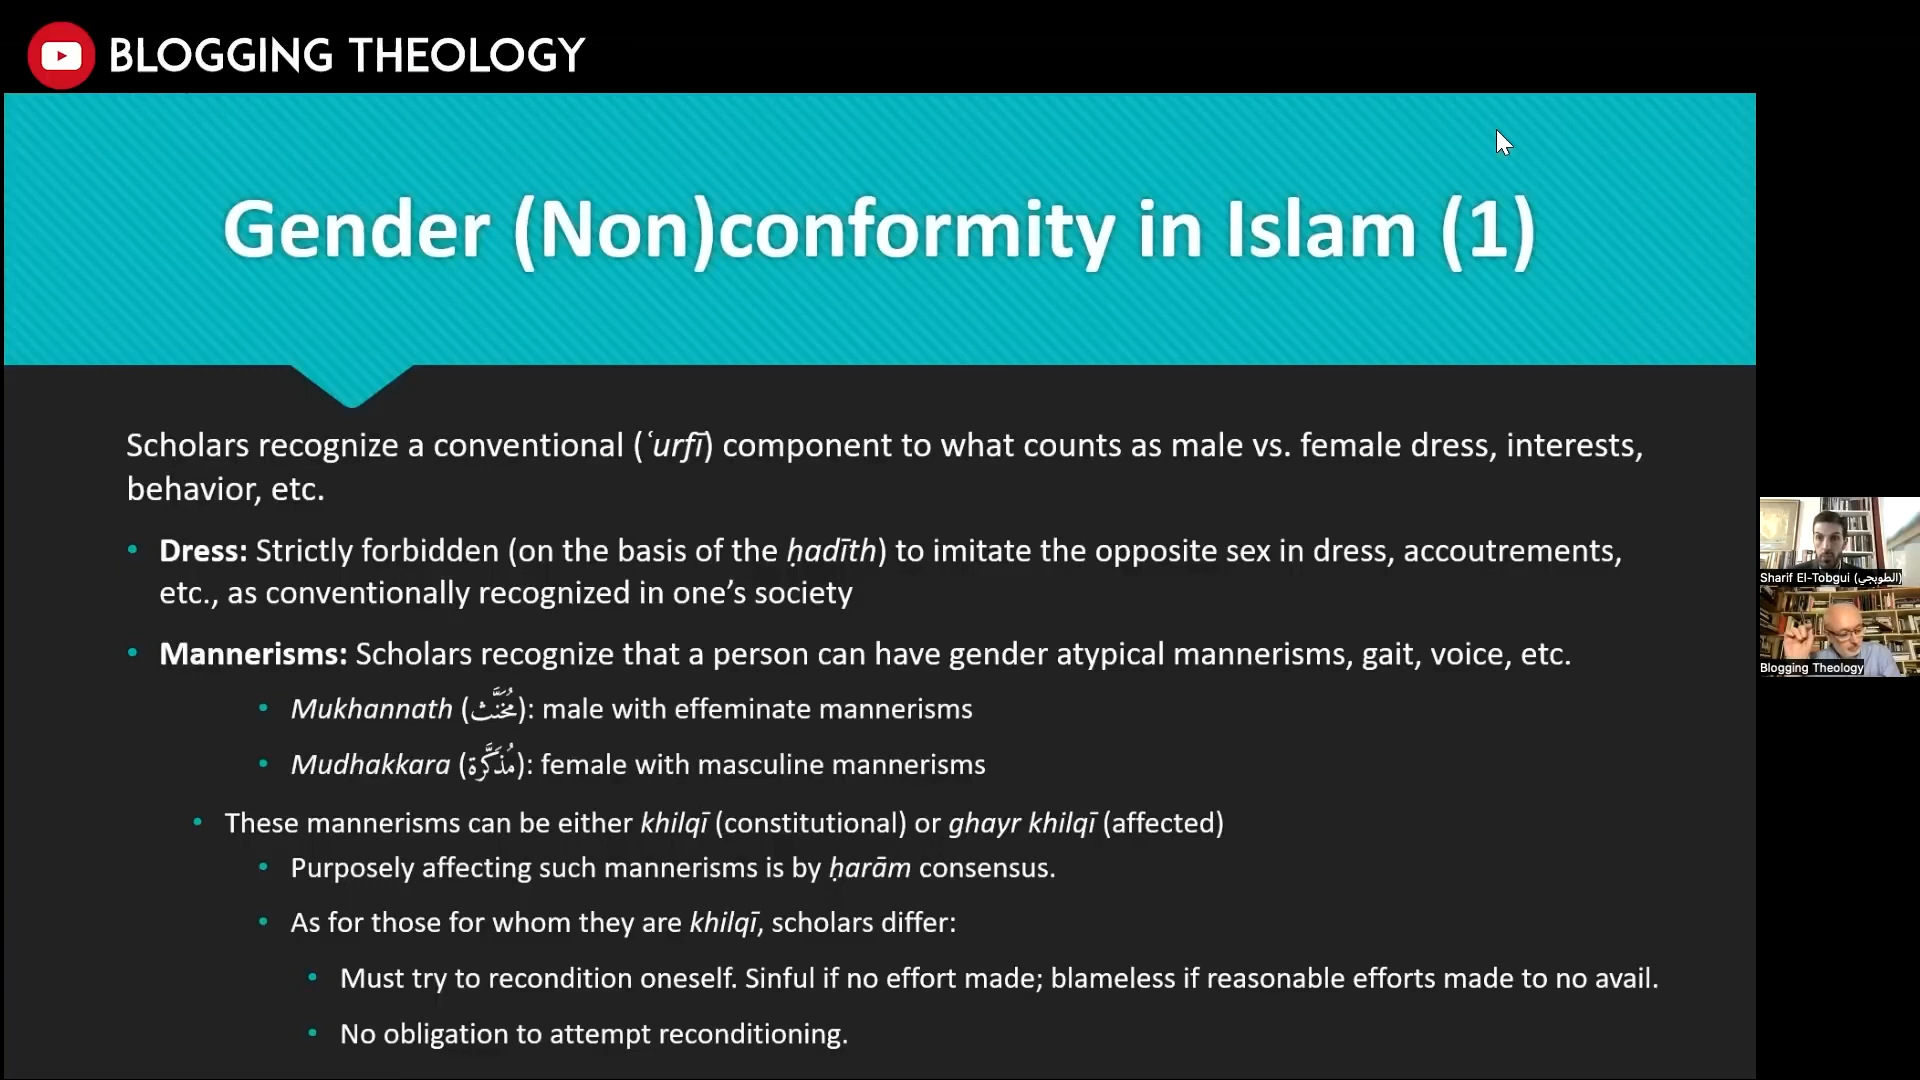 BLOGGING THEOLOGY
Gender (Non)conformity in Islam (1)
Scholars recognize a conventional (ʿurfī) component to what counts as male vs. female dress, interests,
behavior, etc.
• Dress: Strictly forbidden (on the basis of the ḥadīth) to imitate the opposite sex in dress, accoutrements,
etc., as conventionally recognized in one’s society
• Mannerisms: Scholars recognize that a person can have gender atypical mannerisms, gait, voice, etc.
• Mukhannath (مُخَنَّث): male with effeminate mannerisms
• Mudhakkara (مُذَكَّرة): female with masculine mannerisms
• These mannerisms can be either khilqī (constitutional) or ghayr khilqī (affected)
• Purposely affecting such mannerisms is by ḥarām consensus.
• As for those for whom they are khilqī, scholars differ:
• Must try to recondition oneself. Sinful if no effort made; blameless if reasonable efforts made to no avail.
• No obligation to attempt reconditioning.
Sharif El-Tobgui (الطوبجي)
Blogging Theology